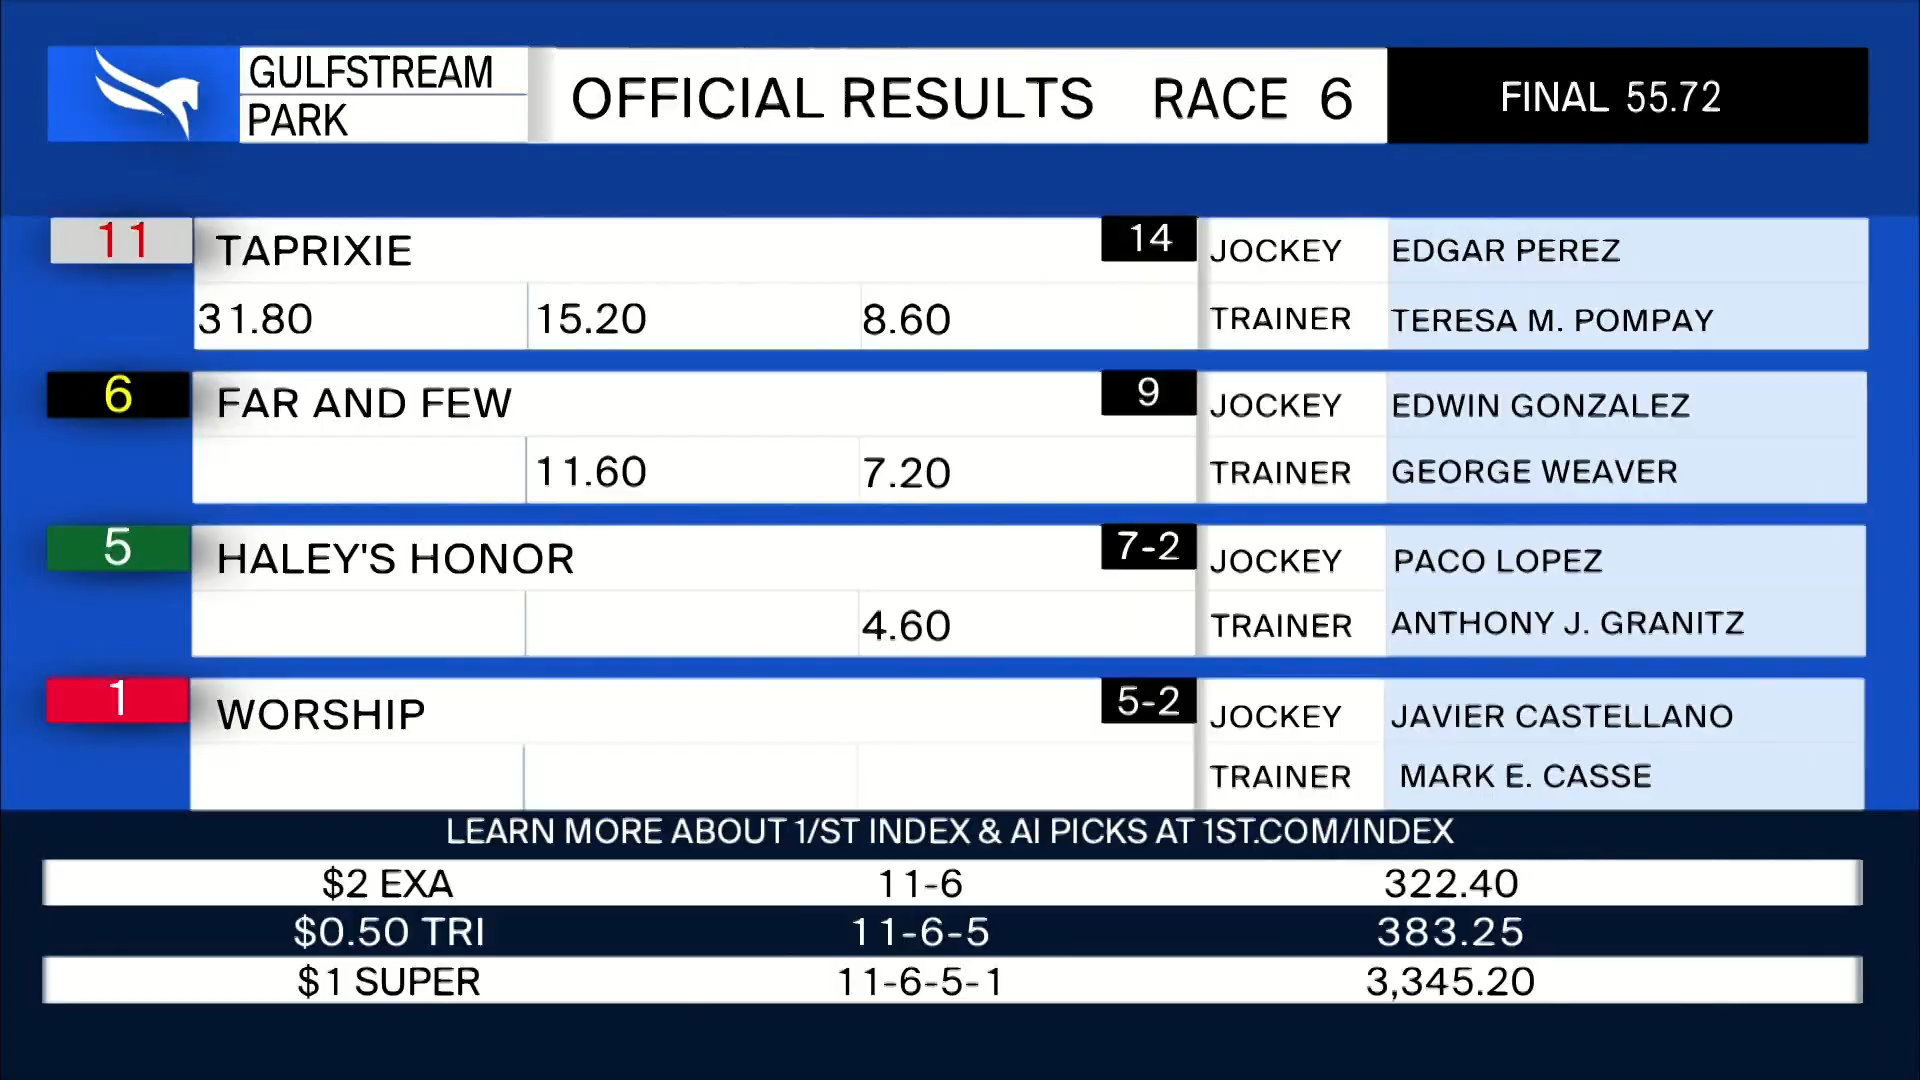 GULFSTREAM
PARK
OFFICIAL RESULTS RACE 6
FINAL 55.72
11 TAPRIXIE 14 JOCKEY EDGAR PEREZ
31.80 15.20 8.60 TRAINER TERESA M. POMPAY
6 FAR AND FEW 9 JOCKEY EDWIN GONZALEZ
11.60 7.20 TRAINER GEORGE WEAVER
5 HALEY'S HONOR 7-2 JOCKEY PACO LOPEZ
4.60 TRAINER ANTHONY J. GRANITZ
1 WORSHIP 5-2 JOCKEY JAVIER CASTELLANO
TRAINER MARK E. CASSE
LEARN MORE ABOUT 1/ST INDEX & AI PICKS AT 1ST.COM/INDEX
$2 EXA 11-6 322.40
$0.50 TRI 11-6-5 383.25
$1 SUPER 11-6-5-1 3,345.20